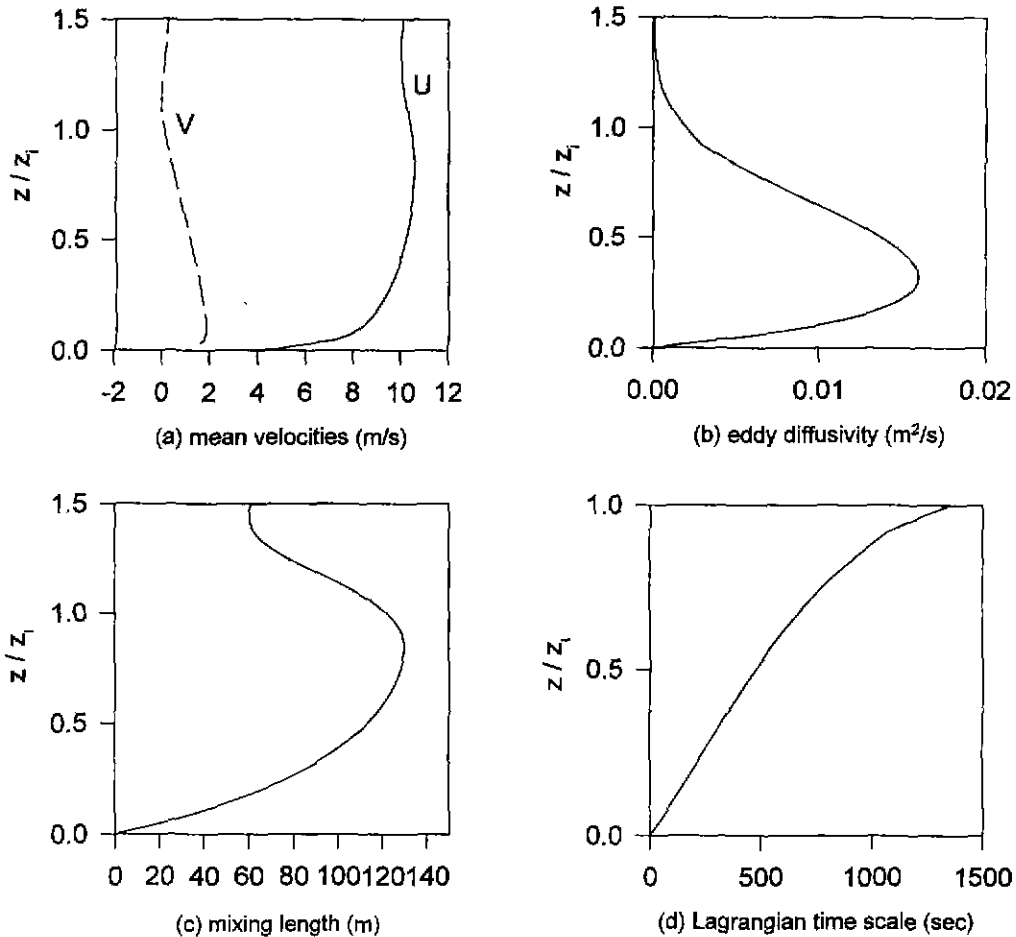 1.5
1.0
0.5
0.0
z / z_i
V
U
-2 0 2 4 6 8 10 12
(a) mean velocities (m/s)
1.5
1.0
0.5
0.0
z / z_i
0.00 0.01 0.02
(b) eddy diffusivity (m²/s)
1.5
1.0
0.5
0.0
z / z_i
0 20 40 60 80 100120140
(c) mixing length (m)
1.0
0.5
0.0
z / z_i
0 500 1000 1500
(d) Lagrangian time scale (sec)